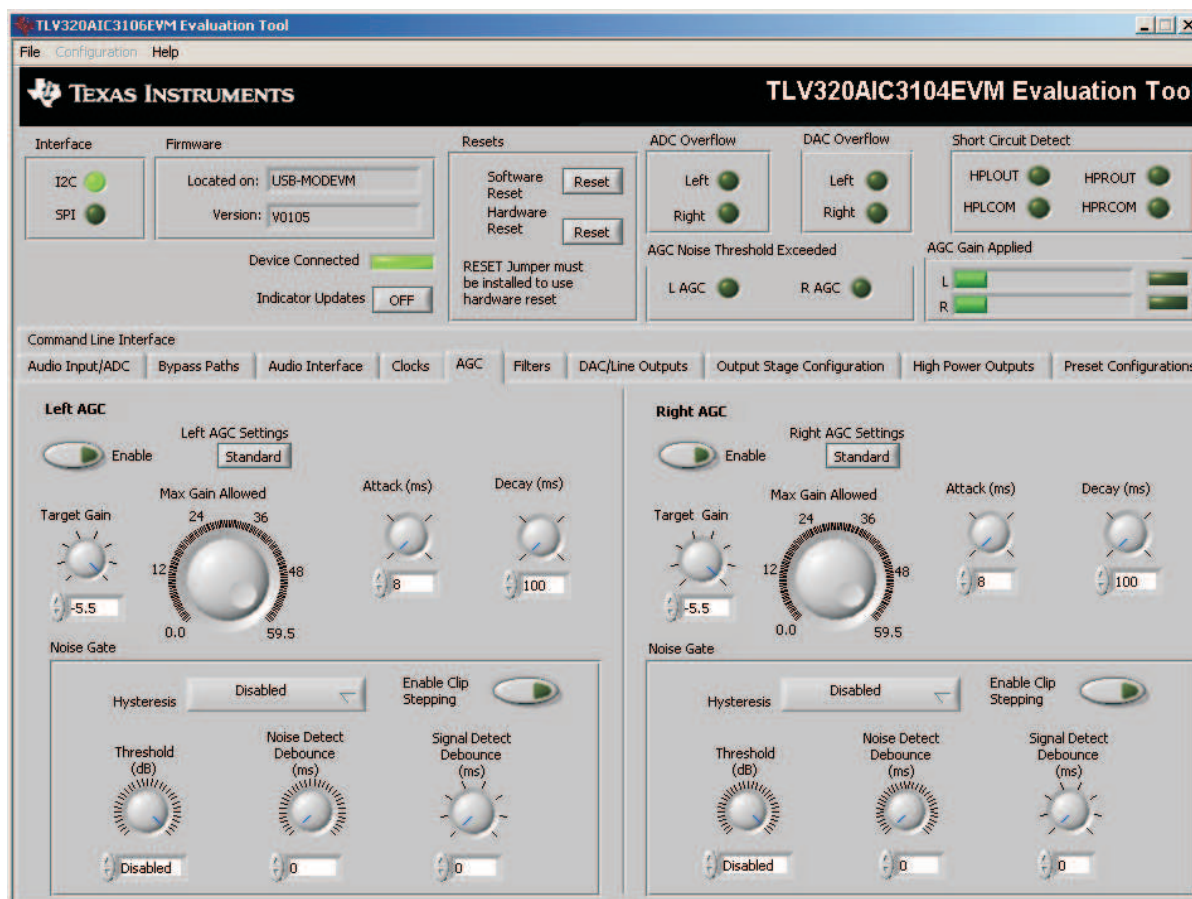 TLV320AIC3106EVM Evaluation Tool
File Configuration Help
TEXAS INSTRUMENTS
TLV320AIC3104EVM Evaluation Tool
Interface
I2C
SPI
Firmware
Located on: USB-MODEVM
Version: V0105
Device Connected
Indicator Updates OFF
Resets
Software Reset Reset
Hardware Reset Reset
RESET Jumper must
be installed to use
hardware reset
ADC Overflow
Left
Right
DAC Overflow
Left
Right
Short Circuit Detect
HPLOUT HPROUT
HPLCOM HPRCOM
AGC Noise Threshold Exceeded
L AGC R AGC
AGC Gain Applied
L
R
Command Line Interface
Audio Input/ADC Bypass Paths Audio Interface Clocks AGC Filters DAC/Line Outputs Output Stage Configuration High Power Outputs Preset Configurations
Left AGC
Enable
Left AGC Settings
Standard
Target Gain
-5.5
Max Gain Allowed
0.0 12 24 36 48 59.5
Attack (ms)
8
Decay (ms)
100
Noise Gate
Hysteresis Disabled
Enable Clip
Stepping
Threshold
(dB)
Disabled
Noise Detect
Debounce
(ms)
0
Signal Detect
Debounce
(ms)
0
Right AGC
Enable
Right AGC Settings
Standard
Target Gain
-5.5
Max Gain Allowed
0.0 12 24 36 48 59.5
Attack (ms)
8
Decay (ms)
100
Noise Gate
Hysteresis Disabled
Enable Clip
Stepping
Threshold
(dB)
Disabled
Noise Detect
Debounce
(ms)
0
Signal Detect
Debounce
(ms)
0